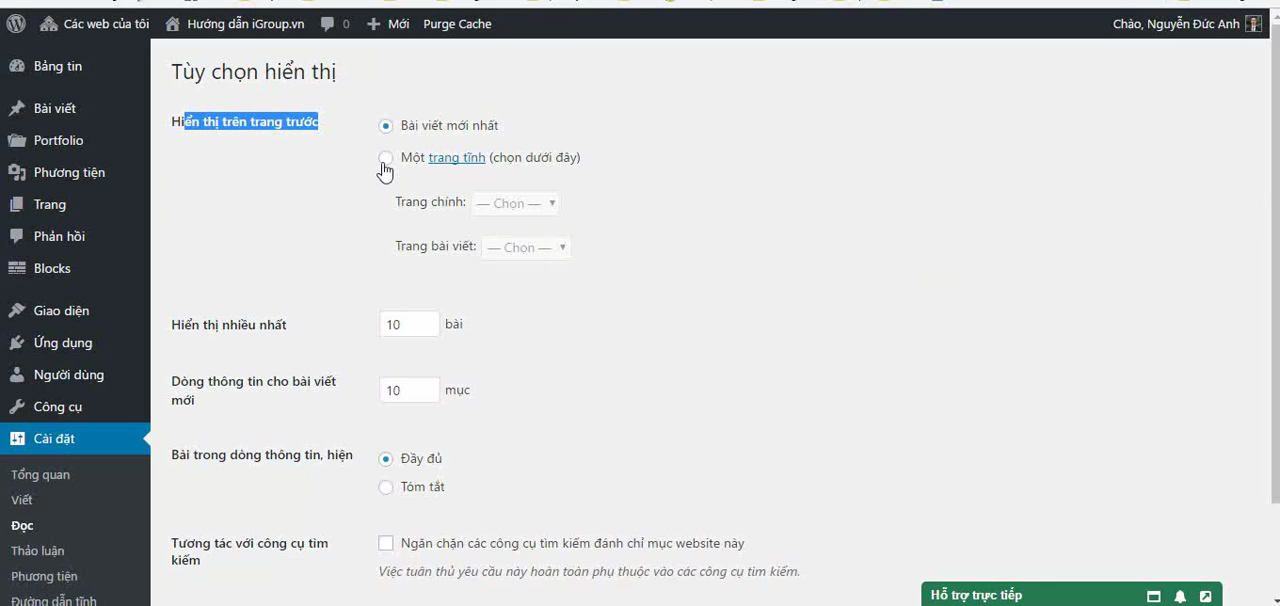 Các web của tôi Hướng dẫn iGroup.vn 0 Mới Purge Cache Chào, Nguyễn Đức Anh
Bảng tin
Bài viết
Portfolio
Phương tiện
Trang
Phản hồi
Blocks
Giao diện
Ứng dụng
Người dùng
Công cụ
Cài đặt
Tổng quan
Viết
Đọc
Thảo luận
Phương tiện
Đường dẫn tĩnh
Tùy chọn hiển thị
Hiển thị trên trang trước
Bài viết mới nhất
Một trang tĩnh (chọn dưới đây)
Trang chính: — Chọn —
Trang bài viết: — Chọn —
Hiển thị nhiều nhất 10 bài
Dòng thông tin cho bài viết
mới
10 mục
Bài trong dòng thông tin, hiện
Đầy đủ
Tóm tắt
Tương tác với công cụ tìm
kiếm
Ngăn chặn các công cụ tìm kiếm đánh chỉ mục website này
Việc tuân thủ yêu cầu này hoàn toàn phụ thuộc vào các công cụ tìm kiếm.
Hỗ trợ trực tiếp